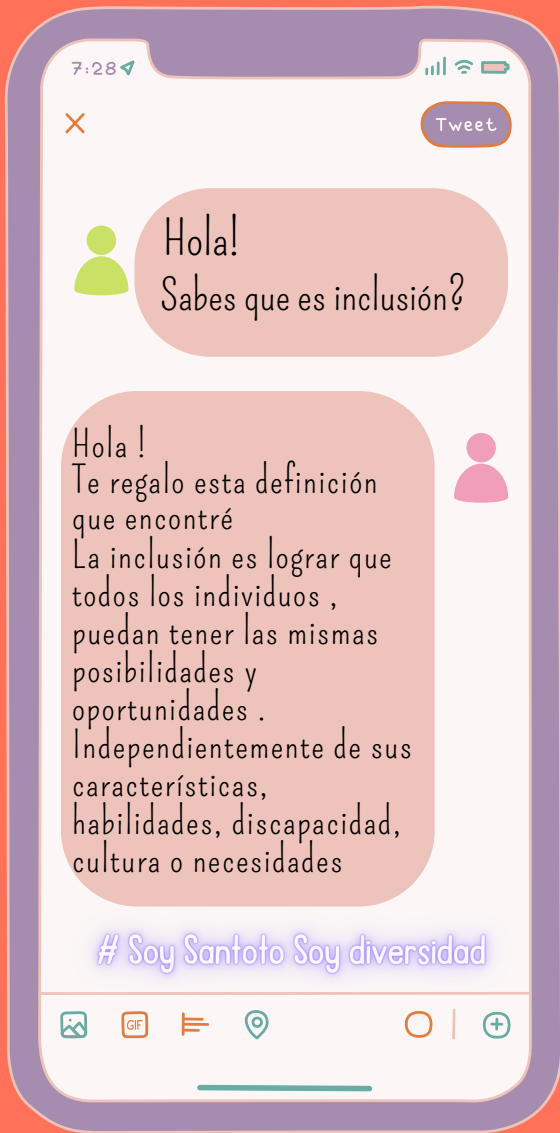 7:28
Tweet
Hola!
Sabes que es inclusión?
Hola !
Te regalo esta definición
que encontré
La inclusión es lograr que
todos los individuos ,
puedan tener las mismas
posibilidades y
oportunidades .
Independientemente de sus
características,
habilidades, discapacidad,
cultura o necesidades
# Soy Santoto Soy diversidad
GIF